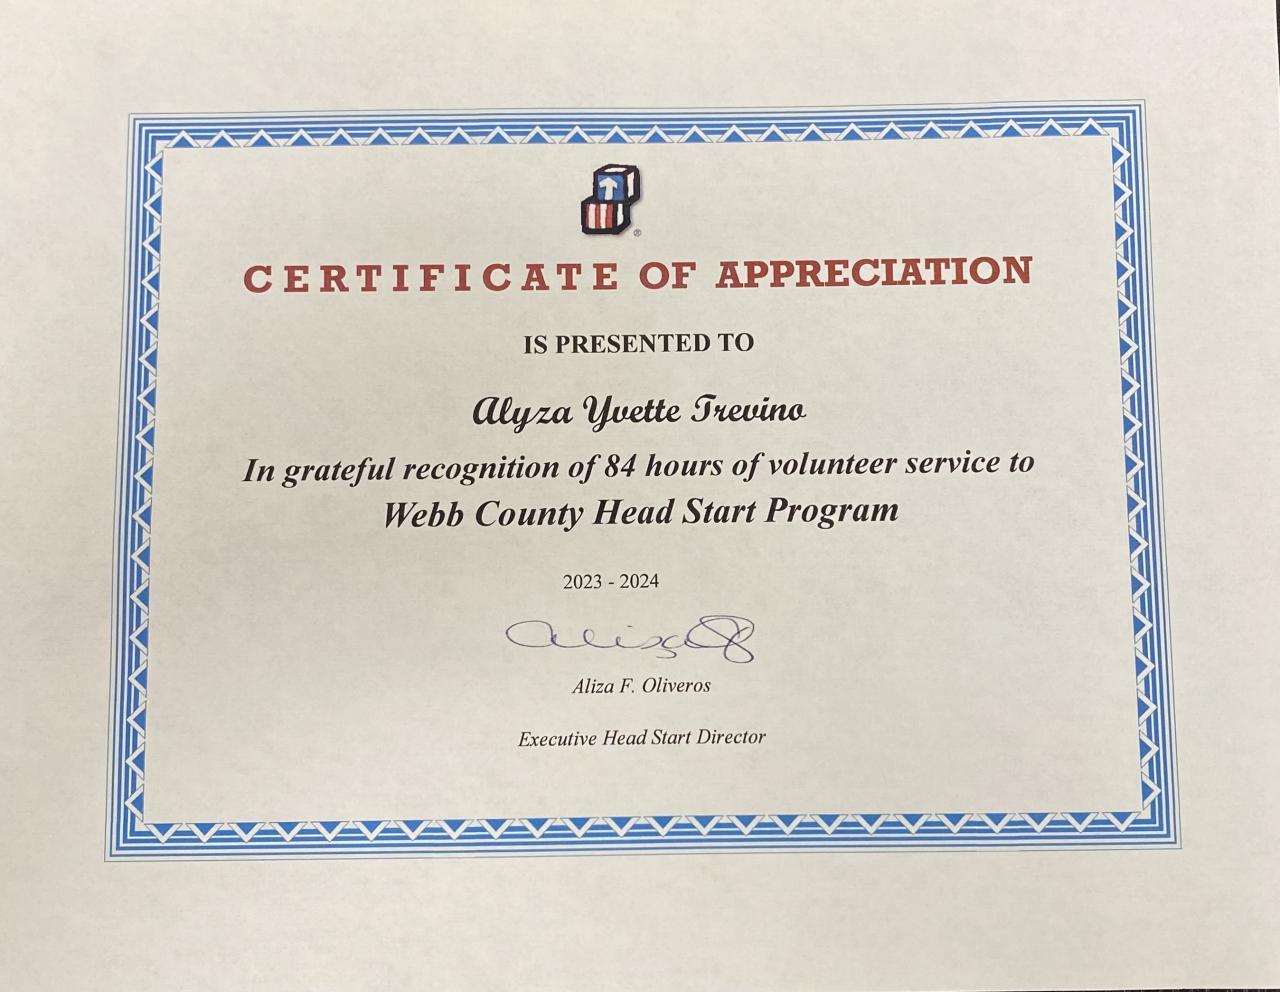 ®
CERTIFICATE OF APPRECIATION
IS PRESENTED TO
Alyza Yvette Trevino
In grateful recognition of 84 hours of volunteer service to
Webb County Head Start Program
2023 - 2024
Aliza F. Oliveros
Executive Head Start Director